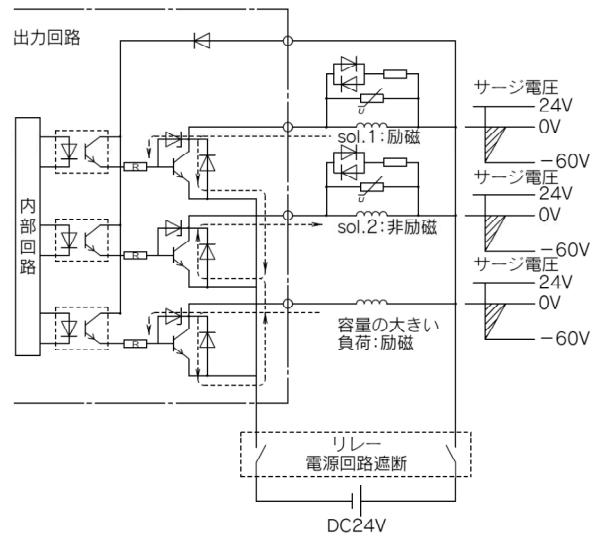 出力回路
内部回路
R
R
R
U
U
sol.1:励磁
sol.2:非励磁
容量の大きい
負荷:励磁
サージ電圧
24V
0V
-60V
サージ電圧
24V
0V
-60V
サージ電圧
24V
0V
-60V
リレー
電源回路遮断
DC24V